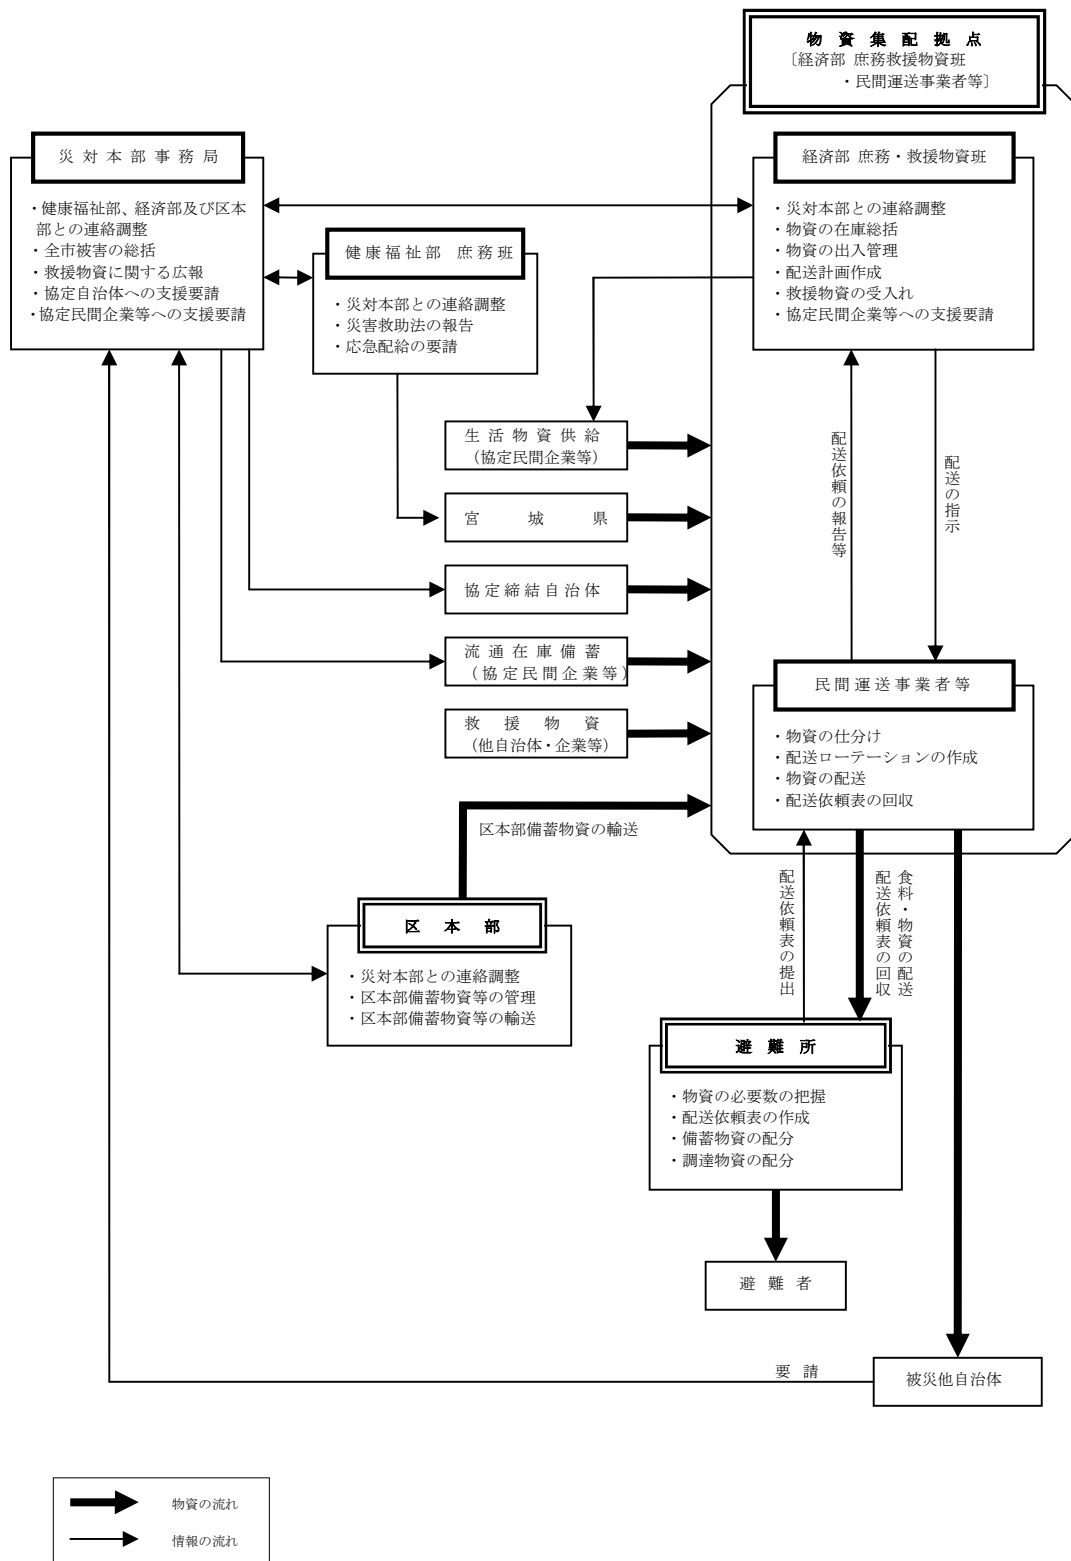 物資集配拠点
〔経済部 庶務救援物資班
・民間運送事業者等〕
災対本部事務局
・健康福祉部、経済部及び区本
部との連絡調整
・全市被害の総括
・救援物資に関する広報
・協定自治体への支援要請
・協定民間企業等への支援要請
経済部 庶務・救援物資班
・災対本部との連絡調整
・物資の在庫総括
・物資の出入管理
・配送計画作成
・救援物資の受入れ
・協定民間企業等への支援要請
健康福祉部 庶務班
・災対本部との連絡調整
・災害救助法の報告
・応急配給の要請
生活物資供給
（協定民間企業等）
宮城県
協定締結自治体
流通在庫備蓄
（協定民間企業等）
救援物資
（他自治体・企業等）
配送依頼の報告等
配送の指示
民間運送事業者等
・物資の仕分け
・配送ローテーションの作成
・物資の配送
・配送依頼表の回収
区本部備蓄物資の輸送
区本部
・災対本部との連絡調整
・区本部備蓄物資等の管理
・区本部備蓄物資等の輸送
配送依頼表の提出
食料・物資の配送
配送依頼表の回収
避難所
・物資の必要数の把握
・配送依頼表の作成
・備蓄物資の配分
・調達物資の配分
避難者
要請
被災他自治体
物資の流れ
情報の流れ